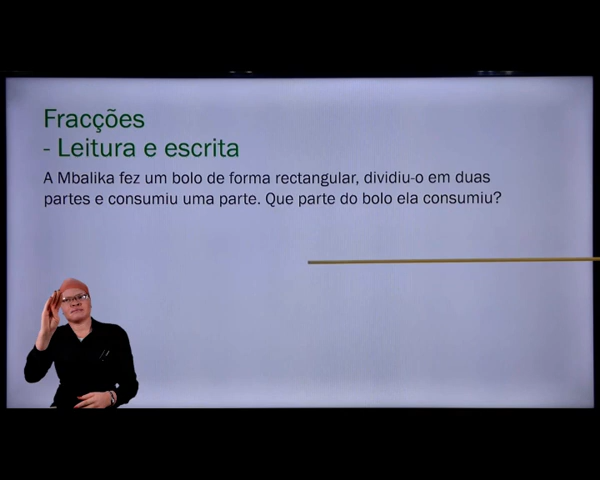 Fracções
- Leitura e escrita
A Mbalika fez um bolo de forma rectangular, dividiu-o em duas
partes e consumiu uma parte. Que parte do bolo ela consumiu?